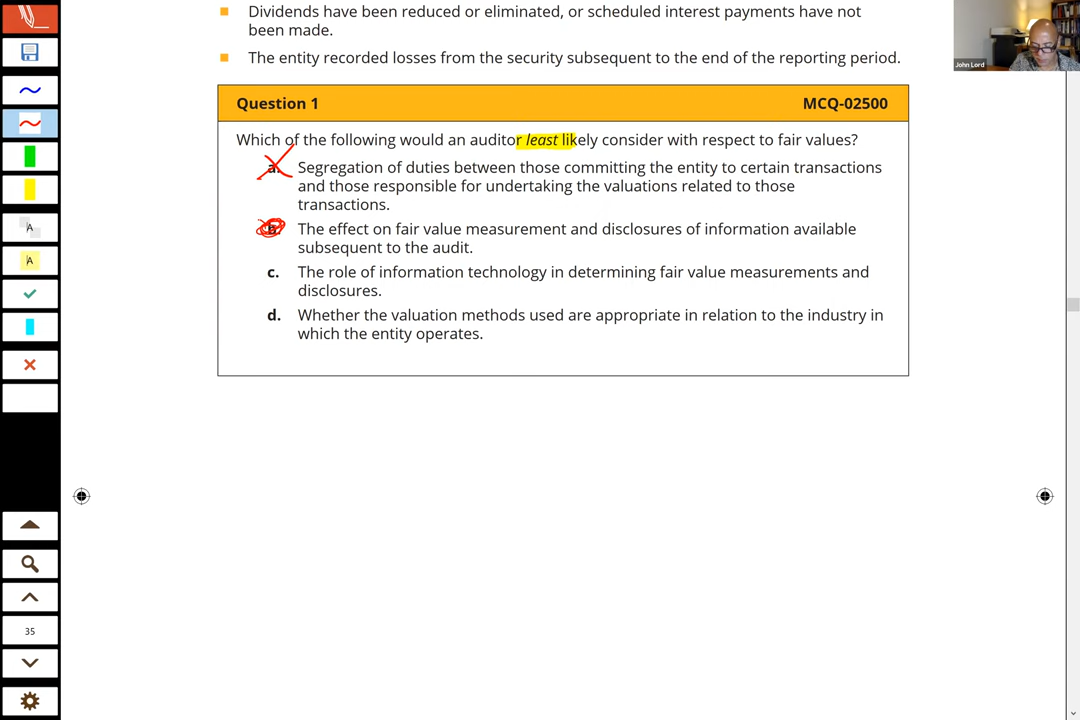 Dividends have been reduced or eliminated, or scheduled interest payments have not
been made.
The entity recorded losses from the security subsequent to the end of the reporting period.
John Lord
Question 1 MCQ-02500
Which of the following would an auditor least likely consider with respect to fair values?
a. Segregation of duties between those committing the entity to certain transactions
and those responsible for undertaking the valuations related to those
transactions.
b. The effect on fair value measurement and disclosures of information available
subsequent to the audit.
c. The role of information technology in determining fair value measurements and
disclosures.
d. Whether the valuation methods used are appropriate in relation to the industry in
which the entity operates.
A
A
35